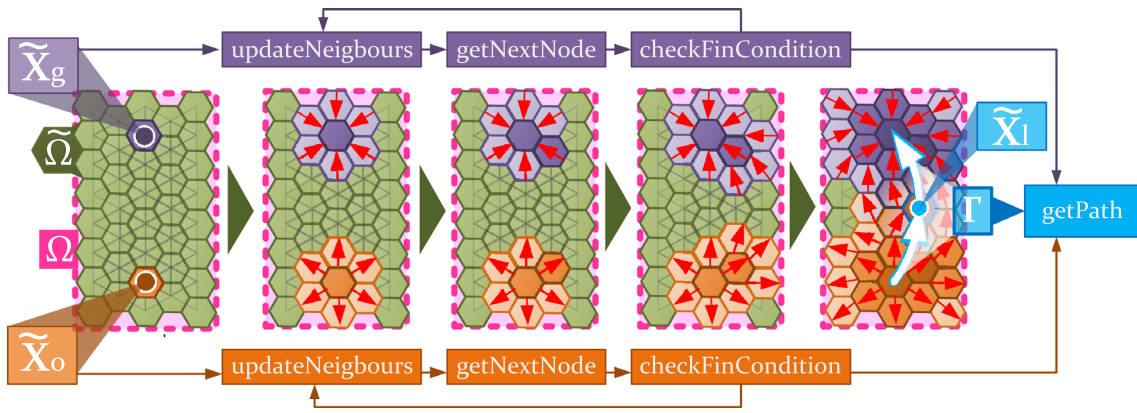 updateNeigbours getNextNode checkFinCondition
X̃g
Ω̃
X̃l
Γ getPath
Ω
X̃o
updateNeigbours getNextNode checkFinCondition